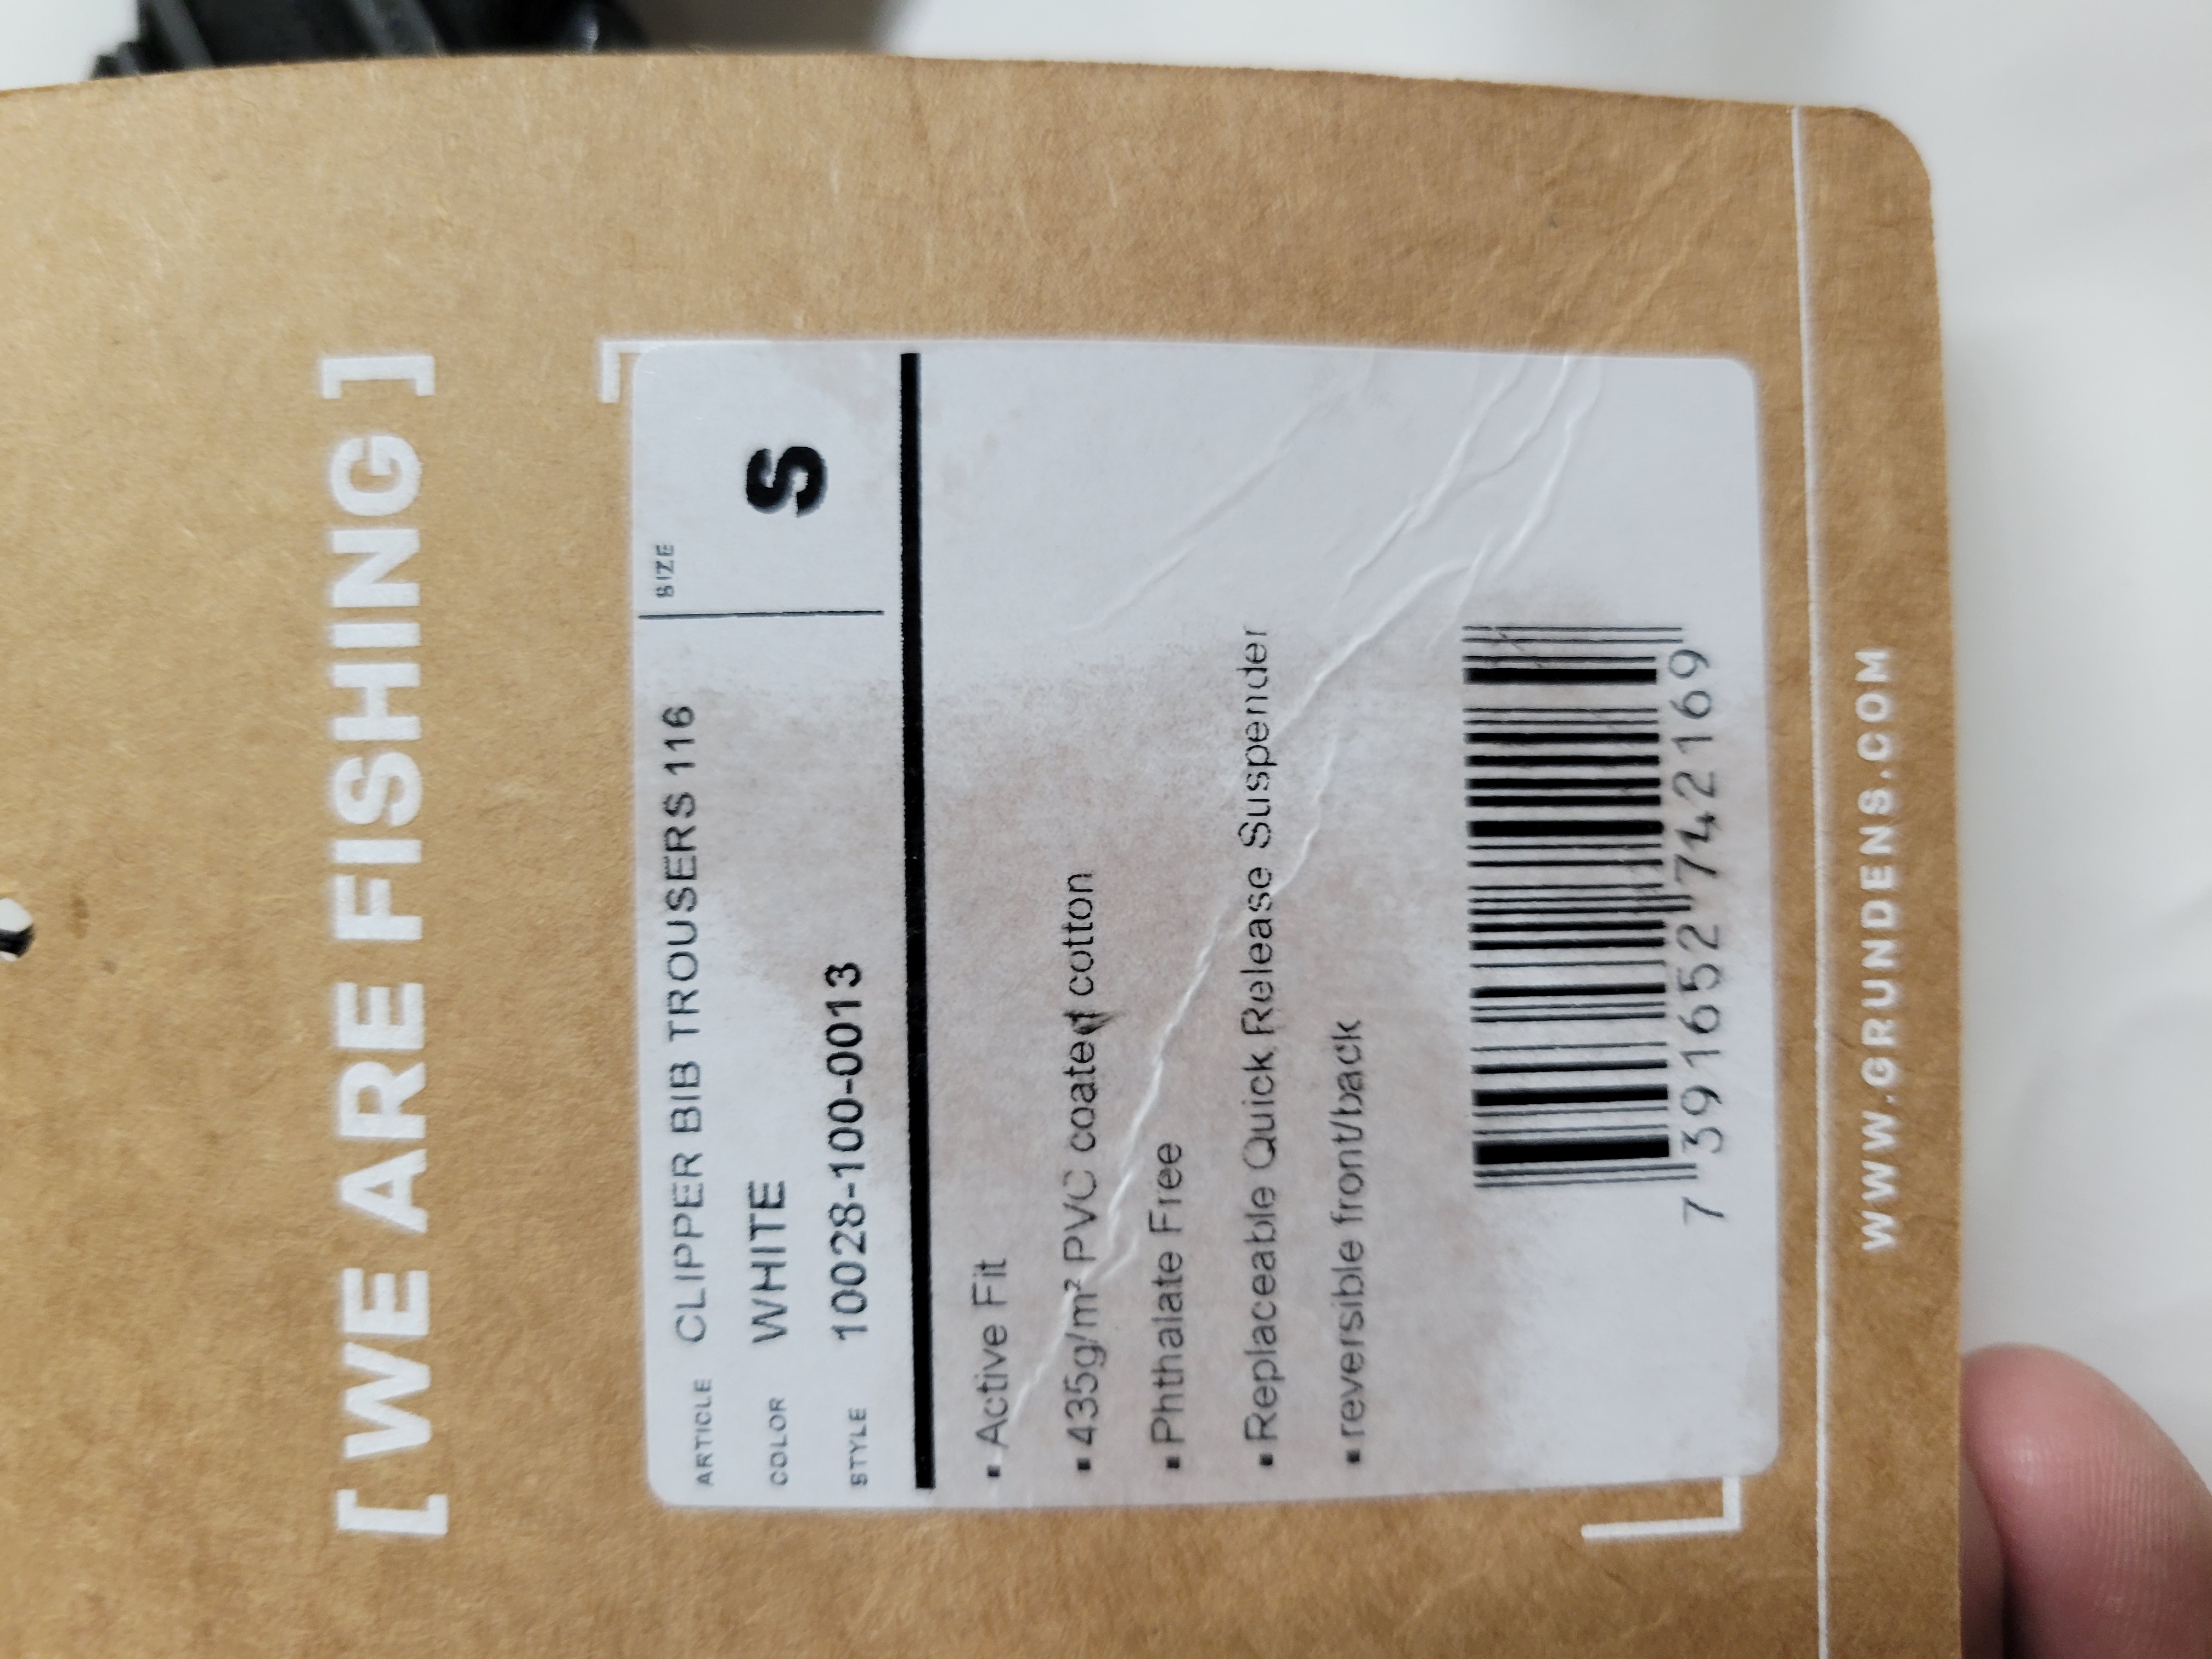 [ WE ARE FISHING ]
ARTICLE CLIPPER BIB TROUSERS 116
SIZE
COLOR WHITE
S
STYLE 10028-100-0013
▪ Active Fit
▪ 435g/m² PVC coated cotton
▪ Phthalate Free
▪ Replaceable Quick Release Suspender
▪ reversible front/back
7 391652 742169
WWW.GRUNDENS.COM